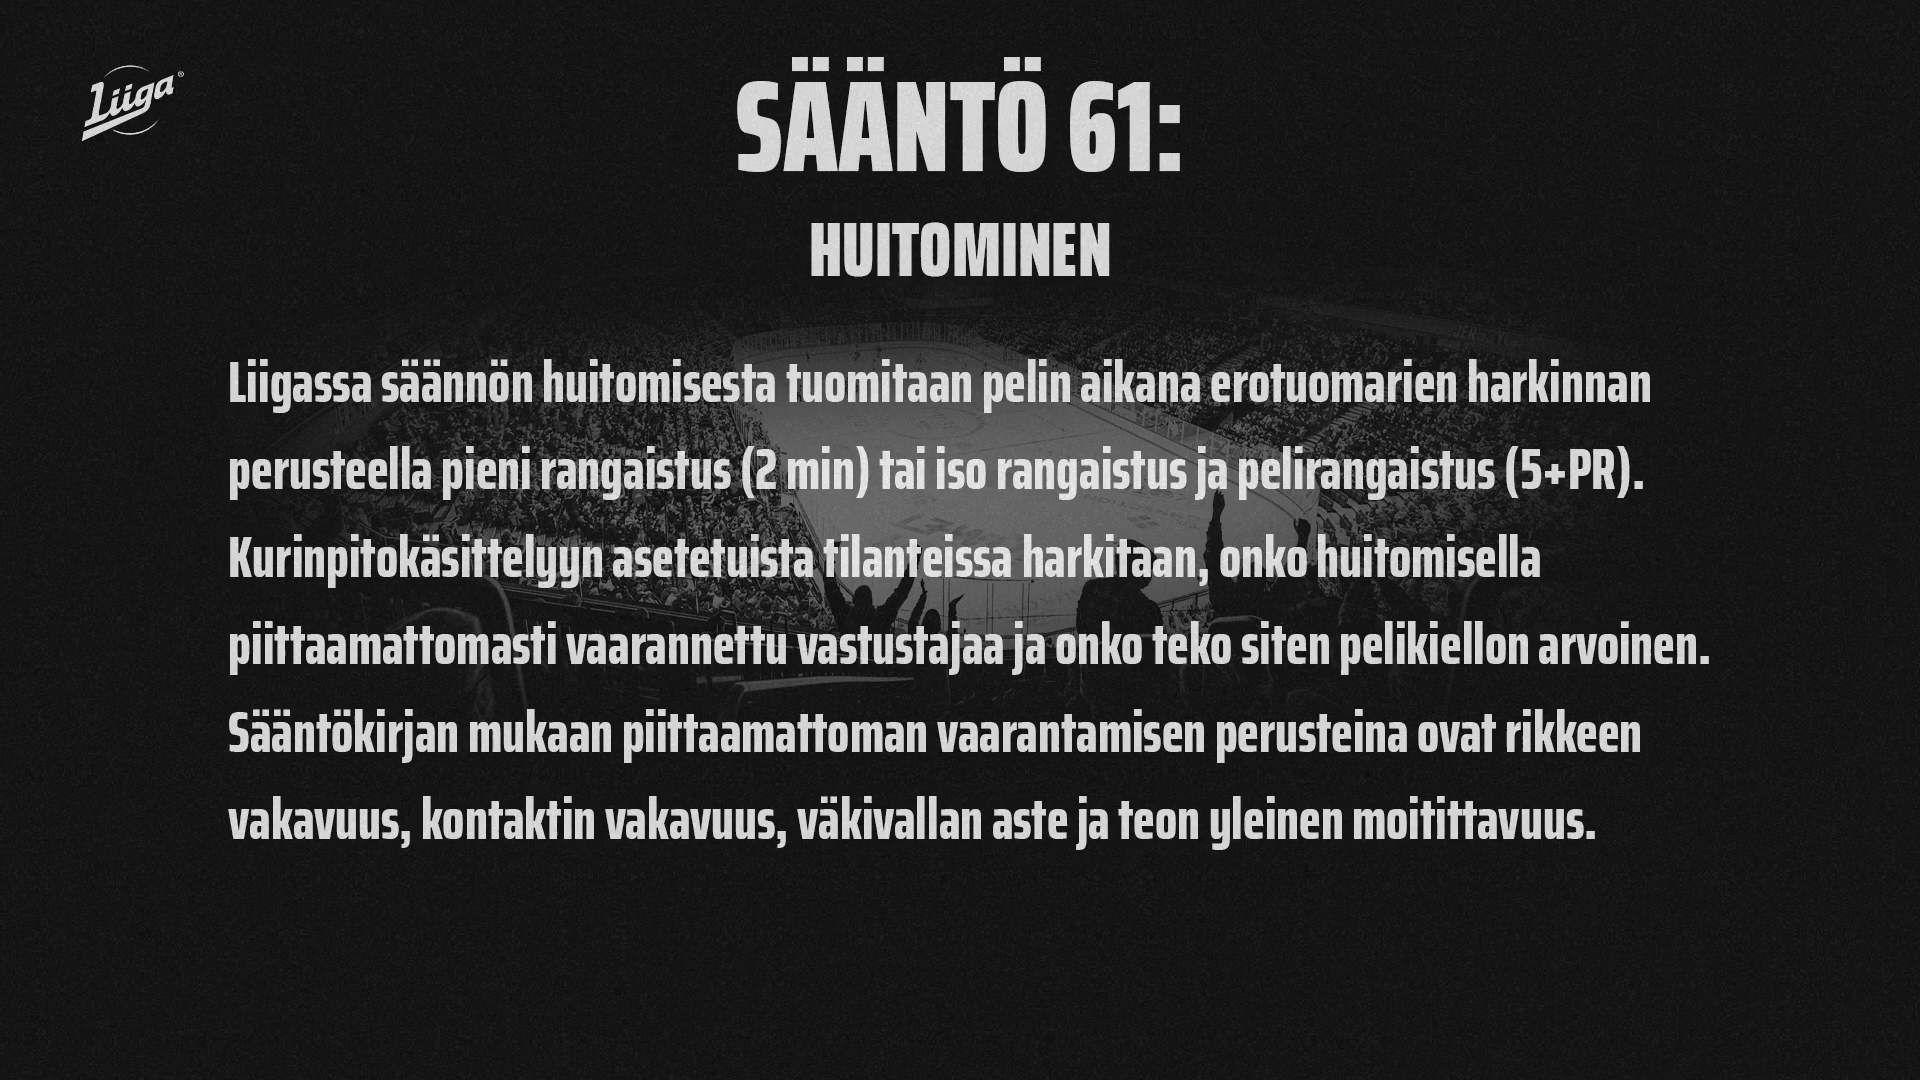 Liiga®
SÄÄNTÖ 61:
HUITOMINEN
Liigassa säännön huitomisesta tuomitaan pelin aikana erotuomarien harkinnan
perusteella pieni rangaistus (2 min) tai iso rangaistus ja pelirangaistus (5+PR).
Kurinpitokäsittelyyn asetetuista tilanteissa harkitaan, onko huitomisella
piittaamattomasti vaarannettu vastustajaa ja onko teko siten pelikiellon arvoinen.
Sääntökirjan mukaan piittaamattoman vaarantamisen perusteina ovat rikkeen
vakavuus, kontaktin vakavuus, väkivallan aste ja teon yleinen moitittavuus.